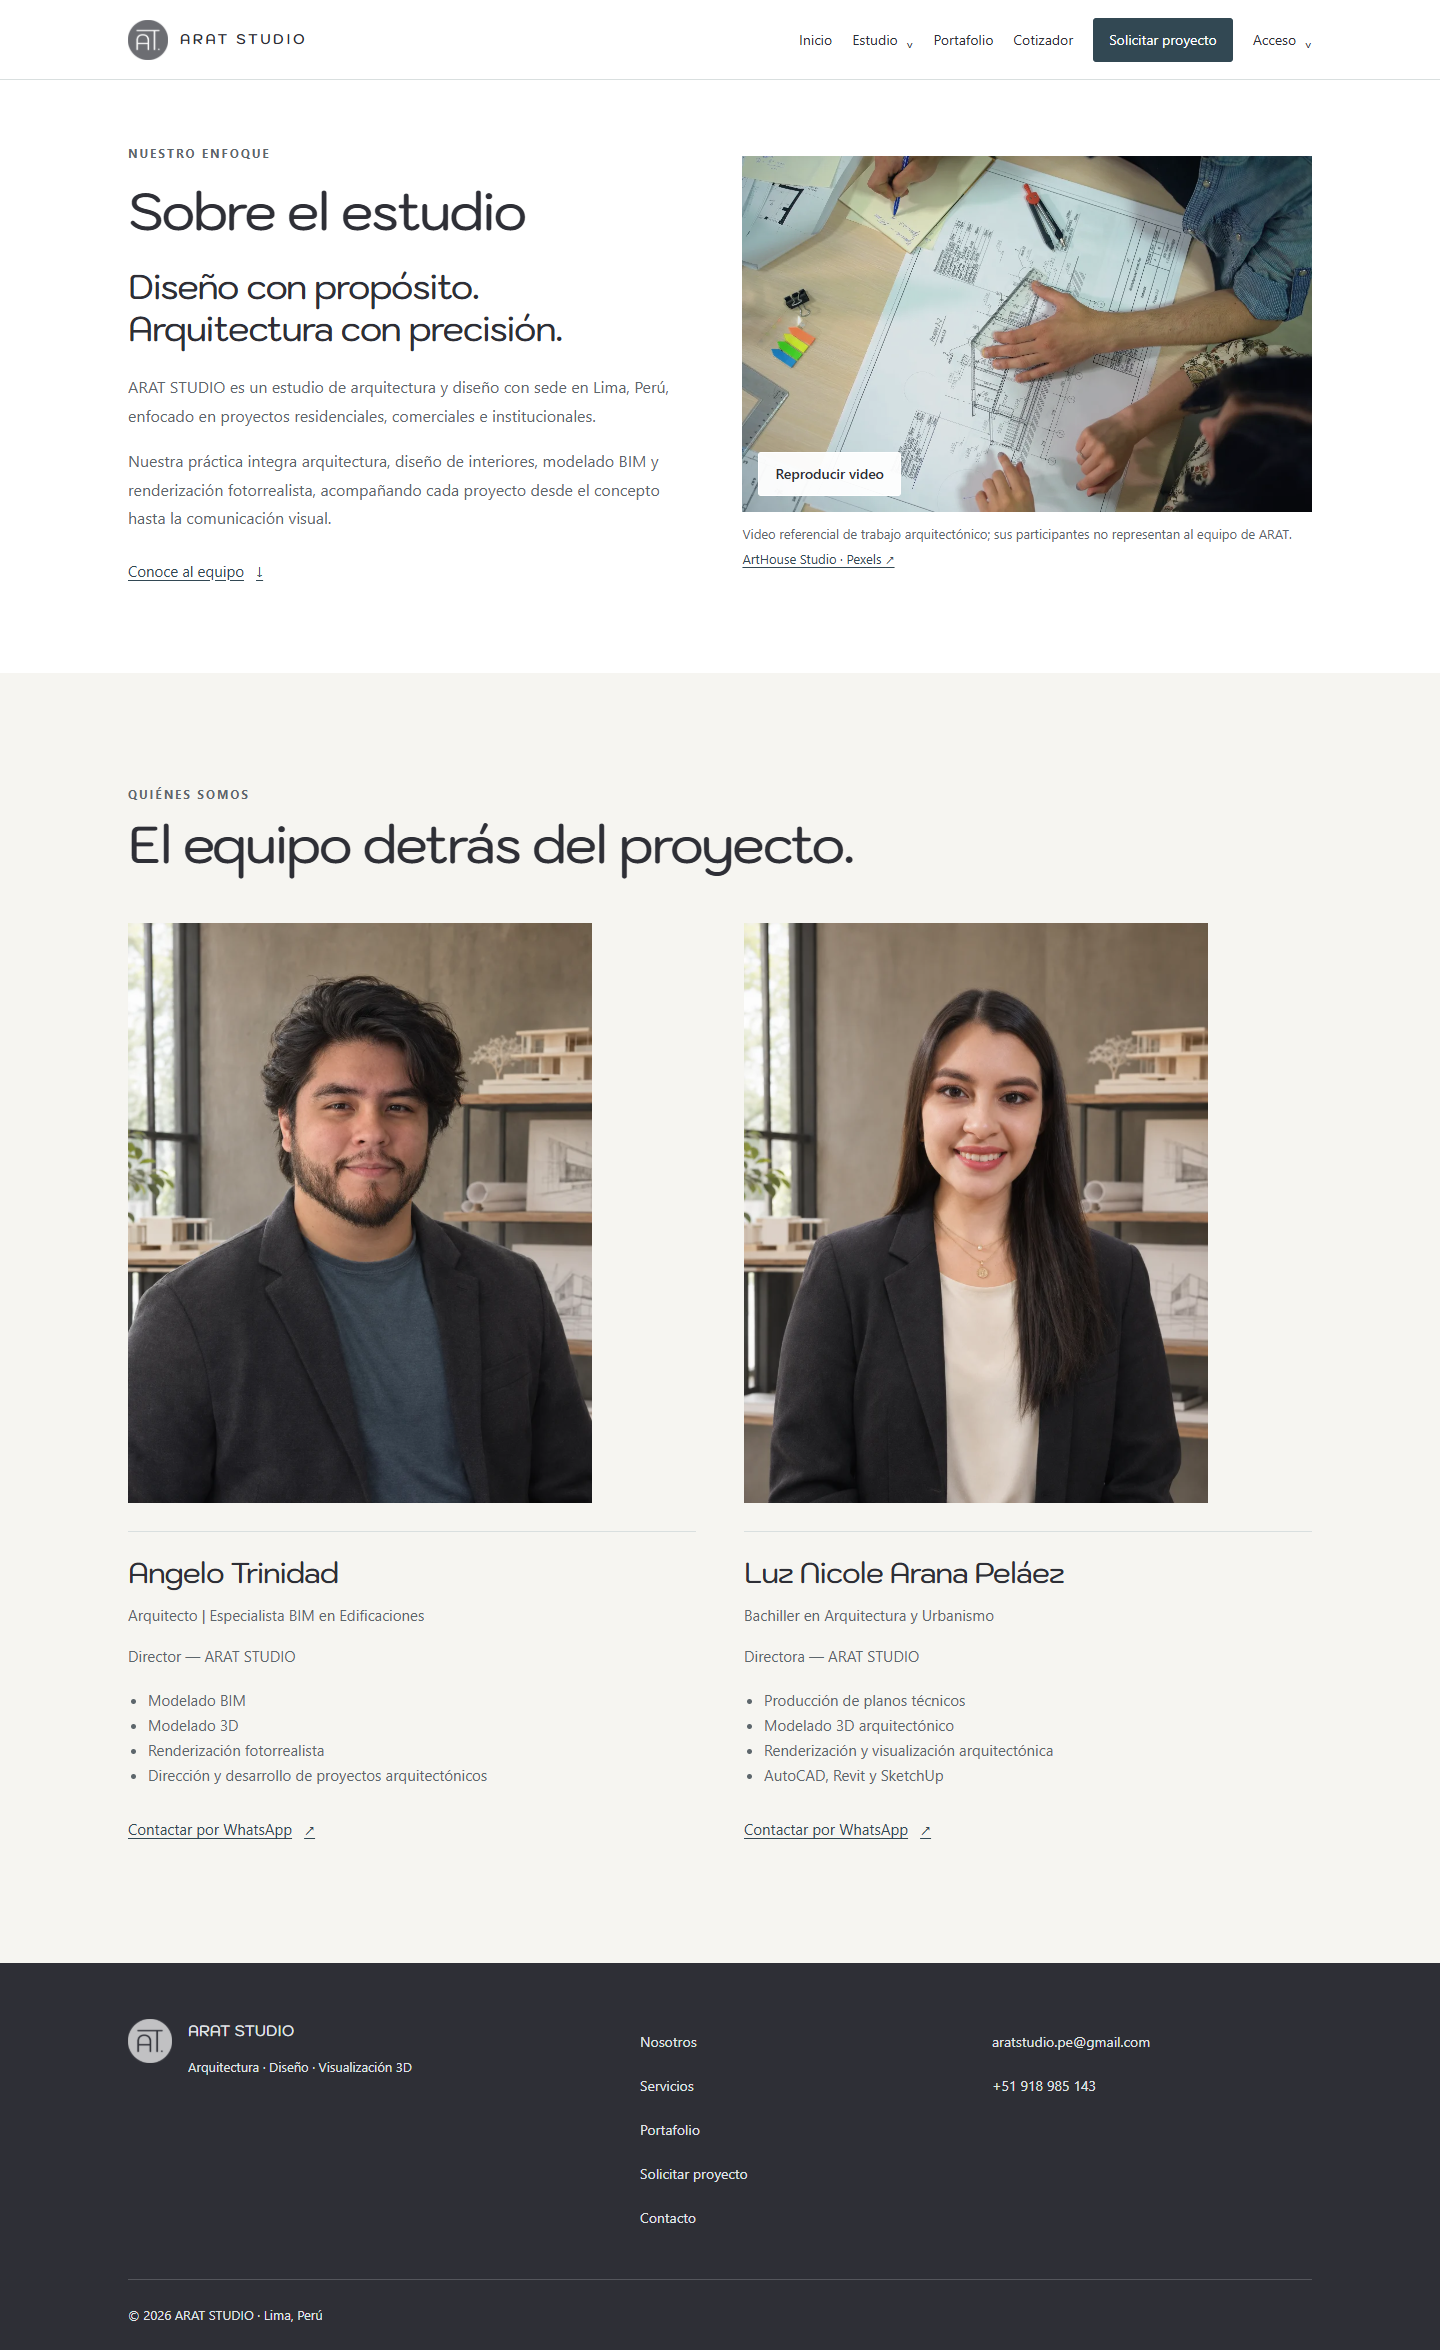 AT.
ARAT STUDIO
Inicio
Estudio v
Portafolio
Cotizador
Solicitar proyecto
Acceso v
NUESTRO ENFOQUE
Sobre el estudio
Diseño con propósito.
Arquitectura con precisión.
ARAT STUDIO es un estudio de arquitectura y diseño con sede en Lima, Perú,
enfocado en proyectos residenciales, comerciales e institucionales.
Nuestra práctica integra arquitectura, diseño de interiores, modelado BIM y
renderización fotorrealista, acompañando cada proyecto desde el concepto
hasta la comunicación visual.
Conoce al equipo ↓
Reproducir video
Video referencial de trabajo arquitectónico; sus participantes no representan al equipo de ARAT.
ArtHouse Studio · Pexels ↗
QUIÉNES SOMOS
El equipo detrás del proyecto.
Angelo Trinidad
Arquitecto | Especialista BIM en Edificaciones
Director — ARAT STUDIO
• Modelado BIM
• Modelado 3D
• Renderización fotorrealista
• Dirección y desarrollo de proyectos arquitectónicos
Contactar por WhatsApp ↗
Luz Nicole Arana Peláez
Bachiller en Arquitectura y Urbanismo
Directora — ARAT STUDIO
• Producción de planos técnicos
• Modelado 3D arquitectónico
• Renderización y visualización arquitectónica
• AutoCAD, Revit y SketchUp
Contactar por WhatsApp ↗
AT.
ARAT STUDIO
Arquitectura · Diseño · Visualización 3D
Nosotros
Servicios
Portafolio
Solicitar proyecto
Contacto
aratstudio.pe@gmail.com
+51 918 985 143
© 2026 ARAT STUDIO · Lima, Perú